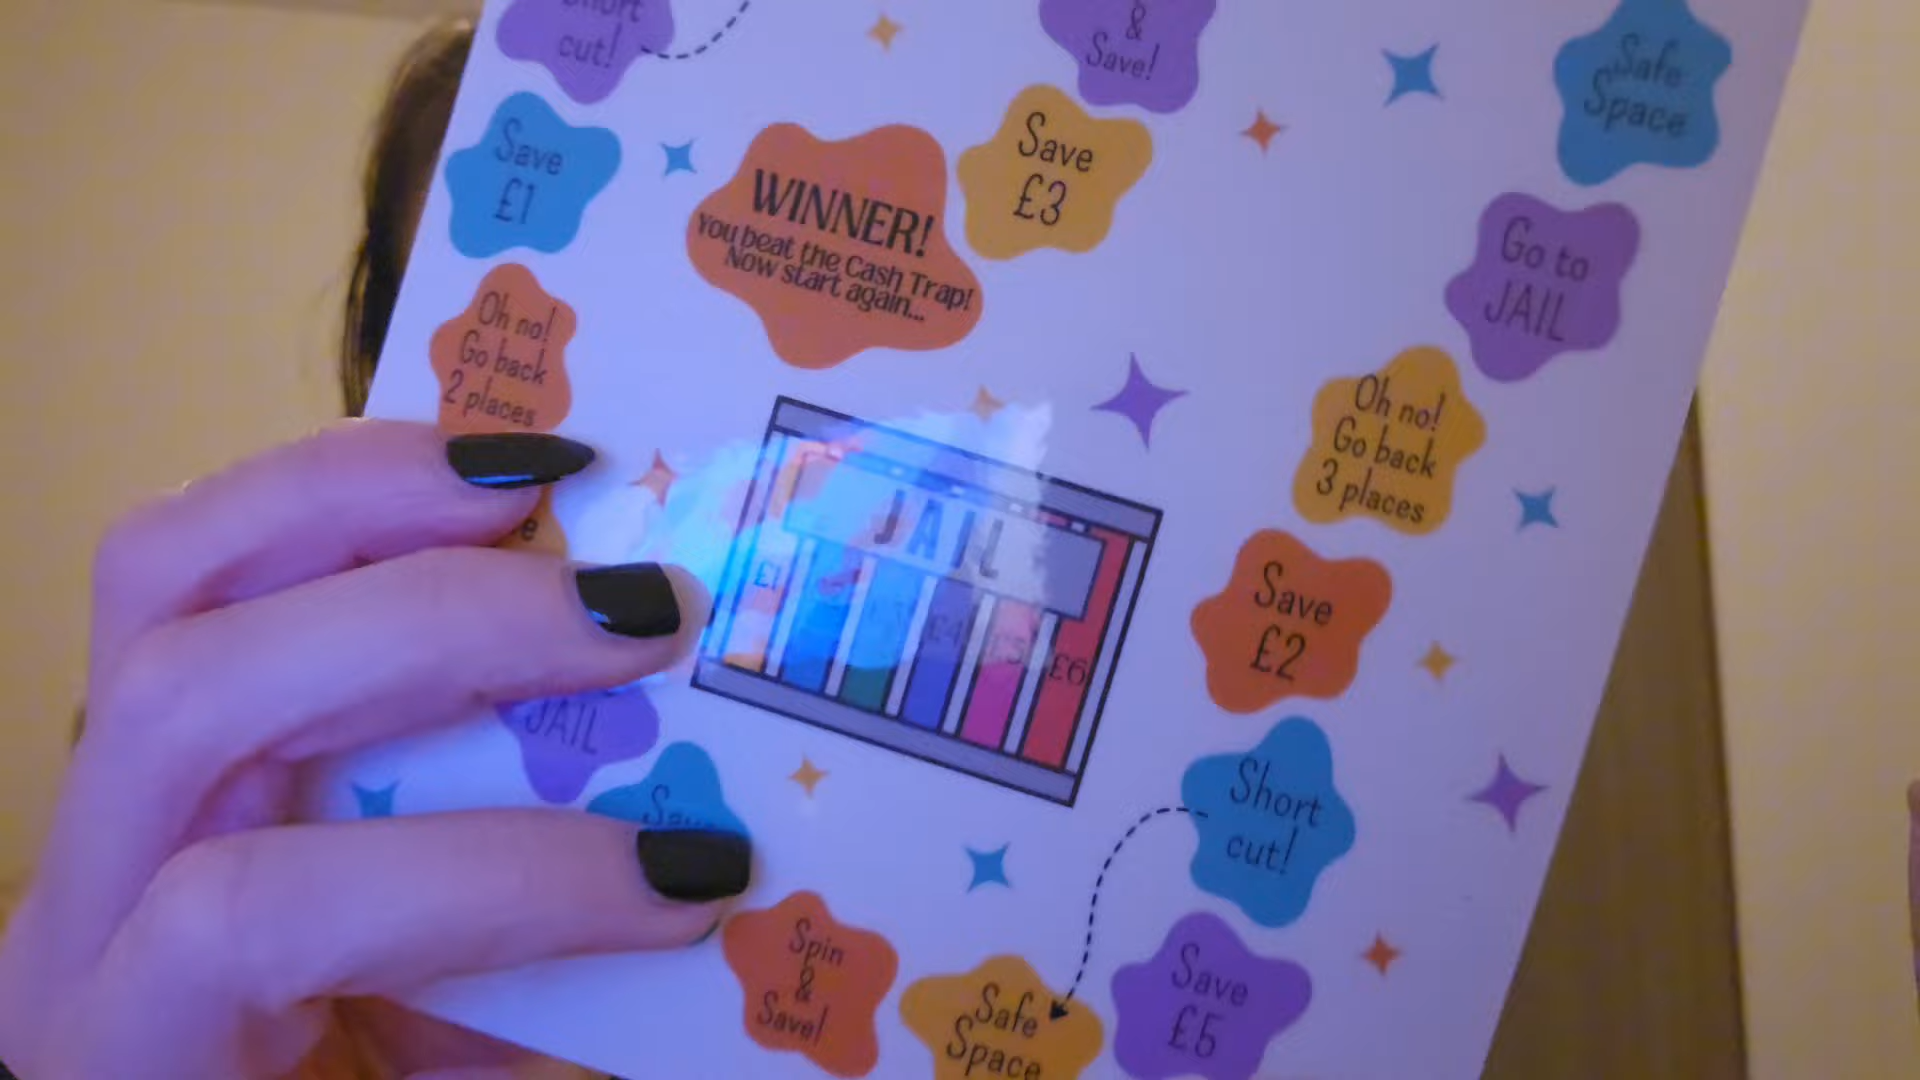 Short
cut!
&
Save!
Safe
Space
Save
£1
Save
£3
WINNER!
You beat the Cash Trap!
Now start again...
Go to
JAIL
Oh no!
Go back
2 places
Oh no!
Go back
3 places
JAIL
£1
£4
£5
£6
Save
£2
JAIL
Save
Short
cut!
Spin
&
Save!
Safe
Space
Save
£5